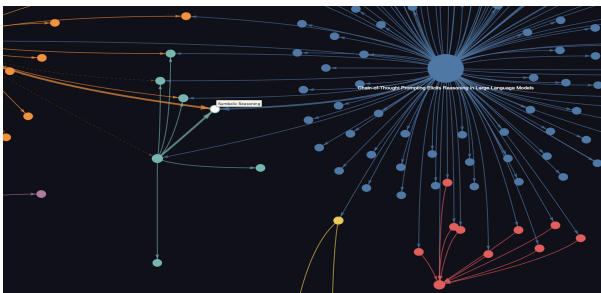 Chain-of-Thought Prompting Elicits Reasoning in Large Language Models
Symbolic Reasoning